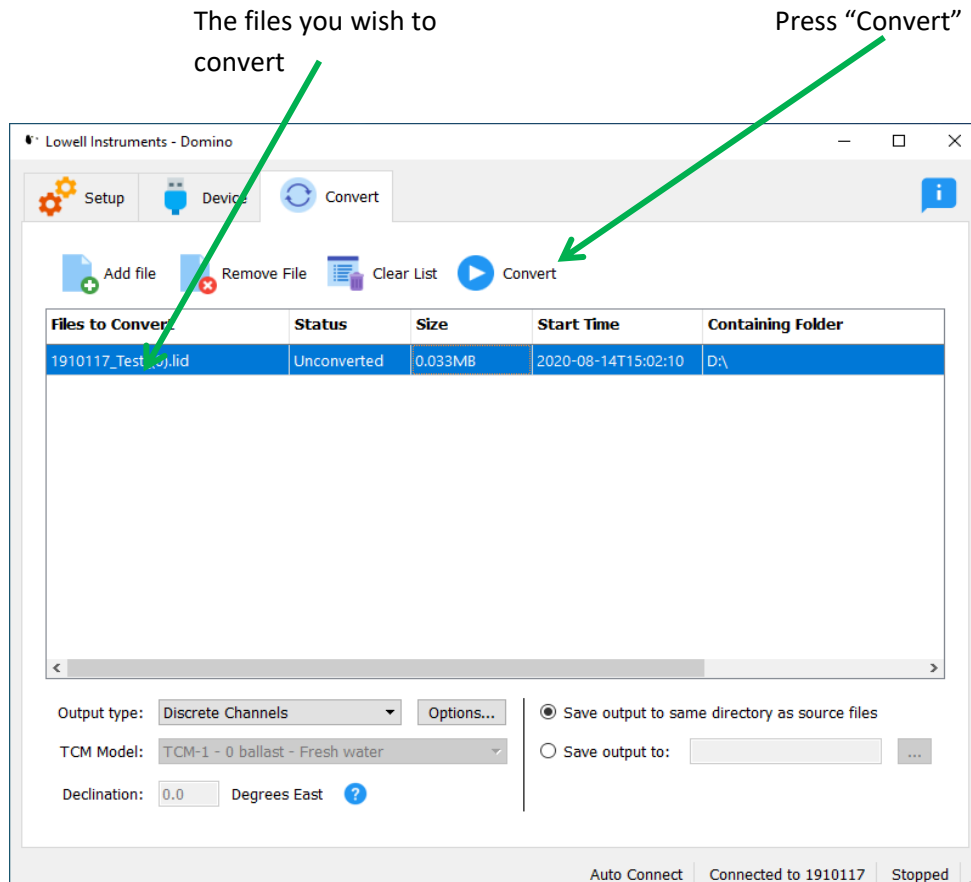 The files you wish to
convert
Press “Convert”
Lowell Instruments - Domino
Setup
Device
Convert
Add file
Remove File
Clear List
Convert
Files to Convert Status Size Start Time Containing Folder
1910117_Test_(0).lid Unconverted 0.033MB 2020-08-14T15:02:10 D:\
Output type: Discrete Channels Options...
Save output to same directory as source files
TCM Model: TCM-1 - 0 ballast - Fresh water
Save output to: ...
Declination: 0.0 Degrees East ?
Auto Connect Connected to 1910117 Stopped